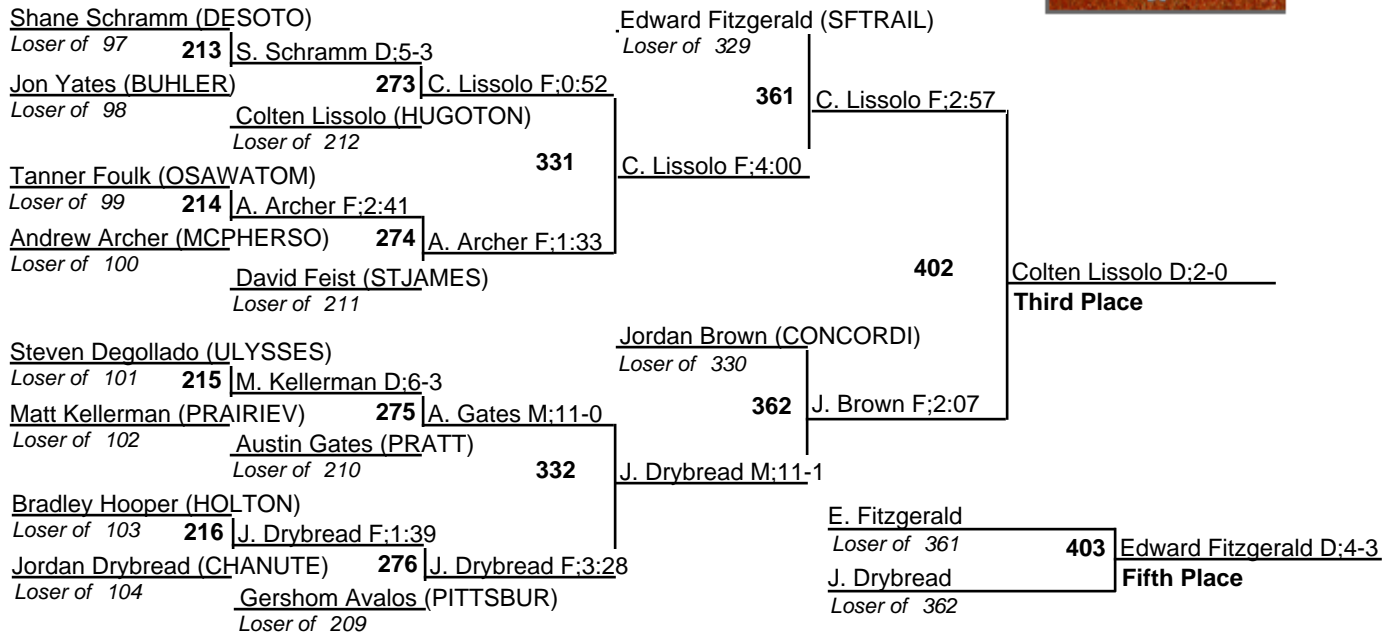 Shane Schramm (DESOTO)
Loser of 97
213
S. Schramm D;5-3
Jon Yates (BUHLER)
Loser of 98
273
C. Lissolo F;0:52
Colten Lissolo (HUGOTON)
Loser of 212
331
C. Lissolo F;4:00
Tanner Foulk (OSAWATOM)
Loser of 99
214
A. Archer F;2:41
Andrew Archer (MCPHERSO)
Loser of 100
274
A. Archer F;1:33
David Feist (STJAMES)
Loser of 211
Edward Fitzgerald (SFTRAIL)
Loser of 329
361
C. Lissolo F;2:57
402
Colten Lissolo D;2-0
Third Place
Steven Degollado (ULYSSES)
Loser of 101
215
M. Kellerman D;6-3
Matt Kellerman (PRAIRIEV)
Loser of 102
275
A. Gates M;11-0
Austin Gates (PRATT)
Loser of 210
332
J. Drybread M;11-1
Bradley Hooper (HOLTON)
Loser of 103
216
J. Drybread F;1:39
Jordan Drybread (CHANUTE)
Loser of 104
276
J. Drybread F;3:28
Gershom Avalos (PITTSBUR)
Loser of 209
Jordan Brown (CONCORDI)
Loser of 330
362
J. Brown F;2:07
E. Fitzgerald
Loser of 361
403
Edward Fitzgerald D;4-3
J. Drybread
Fifth Place
Loser of 362